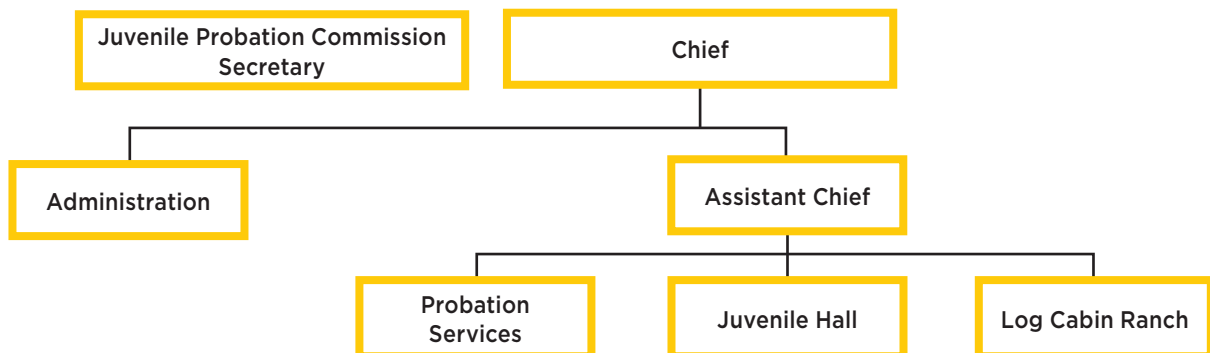 Juvenile Probation Commission
Secretary
Chief
Administration
Assistant Chief
Probation
Services
Juvenile Hall
Log Cabin Ranch